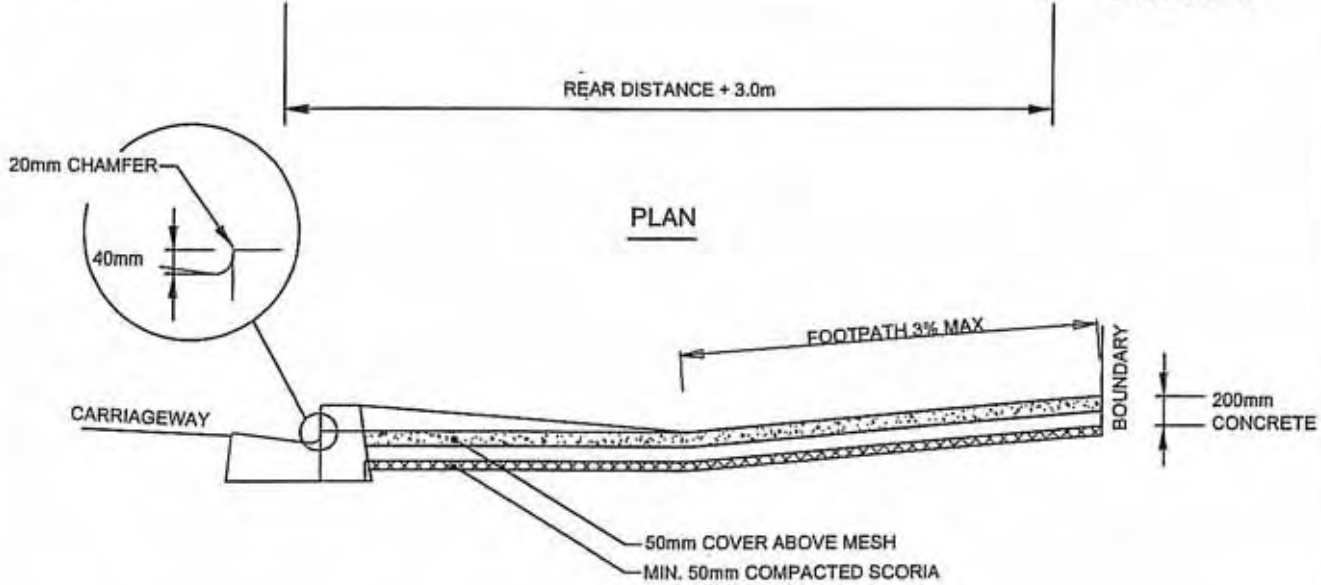 REAR DISTANCE + 3.0m
20mm CHAMFER
PLAN
40mm
FOOTPATH 3% MAX
BOUNDARY
CARRIAGEWAY
200mm
CONCRETE
50mm COVER ABOVE MESH
MIN. 50mm COMPACTED SCORIA